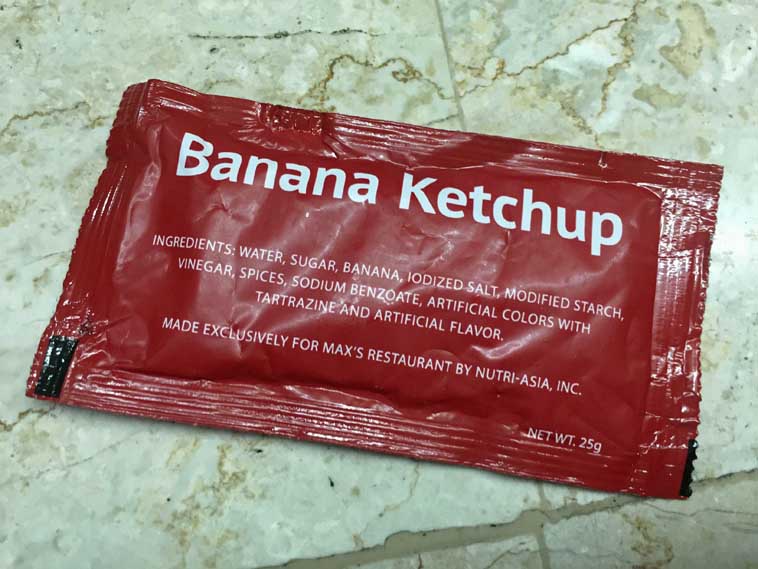 Banana Ketchup
INGREDIENTS: WATER, SUGAR, BANANA, IODIZED SALT, MODIFIED STARCH,
VINEGAR, SPICES, SODIUM BENZOATE, ARTIFICIAL COLORS WITH
TARTRAZINE AND ARTIFICIAL FLAVOR.
MADE EXCLUSIVELY FOR MAX'S RESTAURANT BY NUTRI-ASIA, INC.
NET WT. 25g